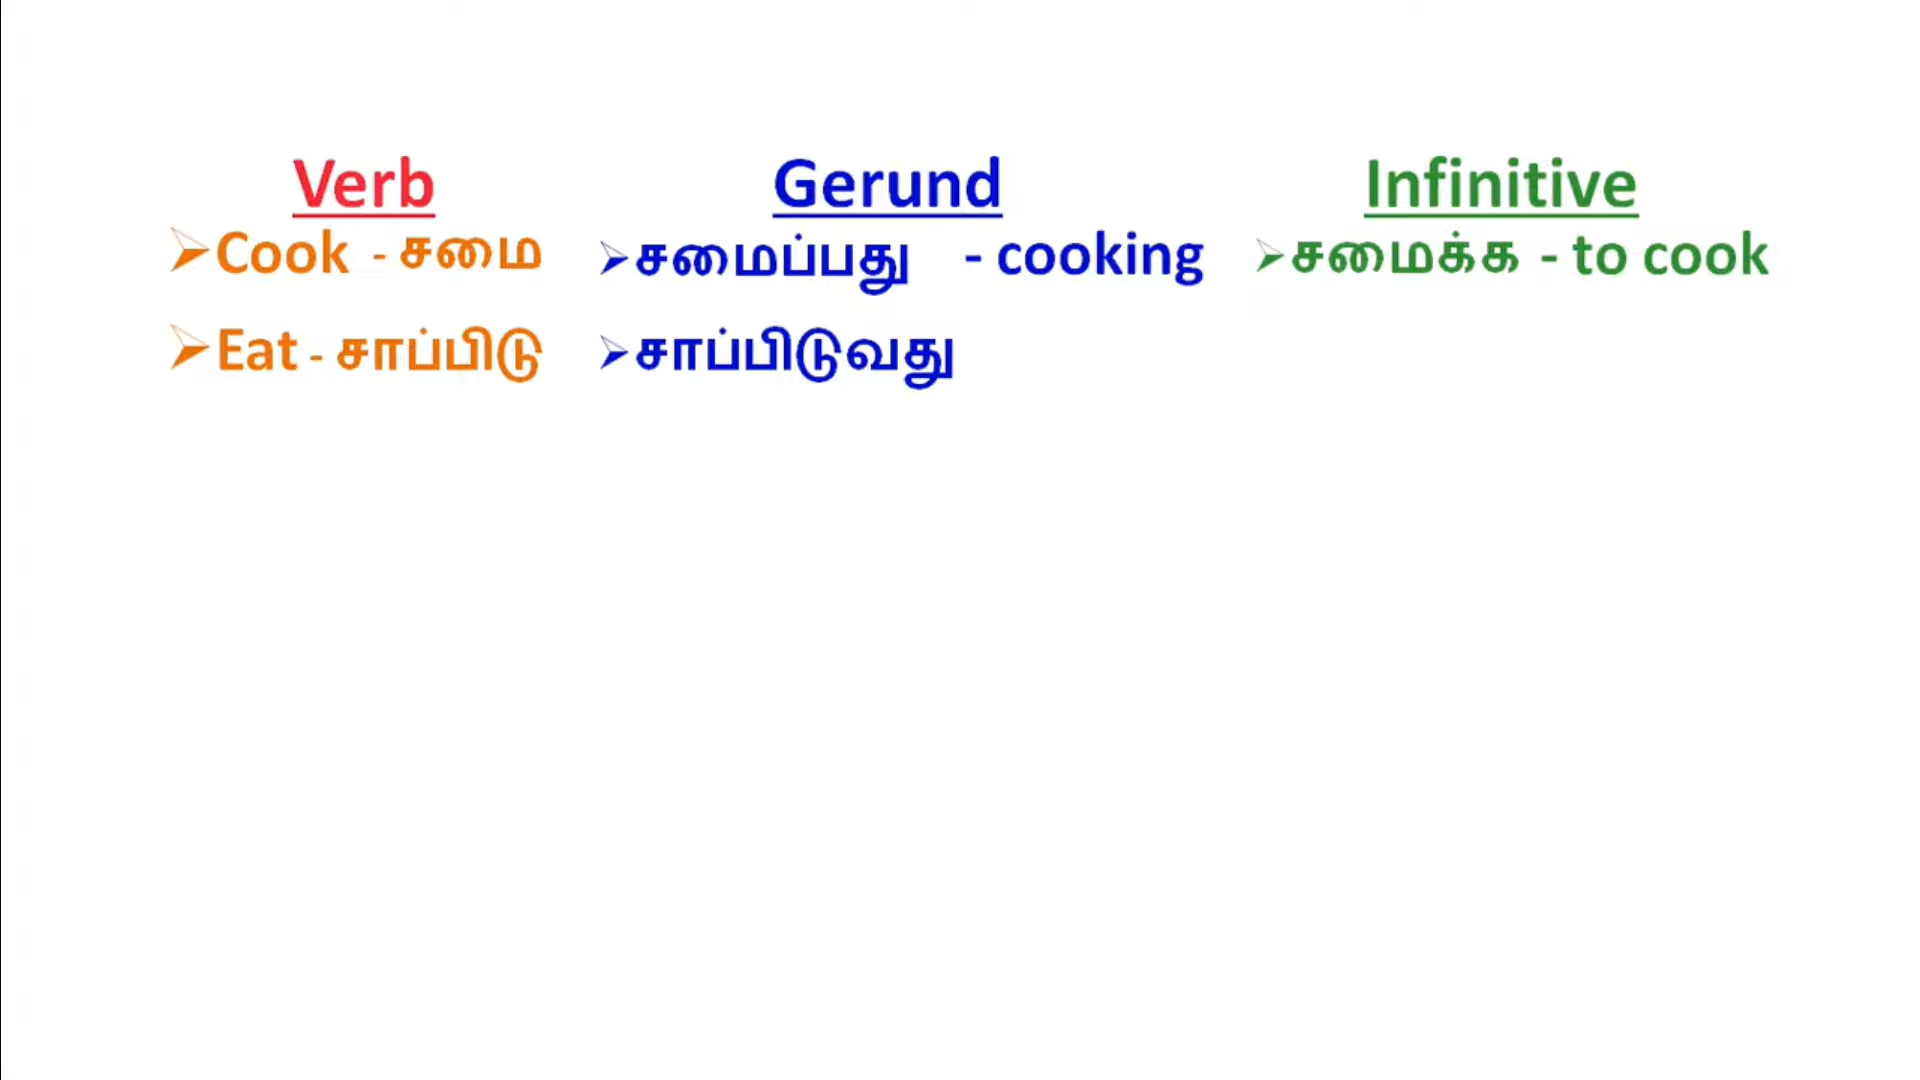 Verb Gerund Infinitive
➢Cook - சமை ➢சமைப்பது - cooking ➢சமைக்க - to cook
➢Eat - சாப்பிடு ➢சாப்பிடுவது